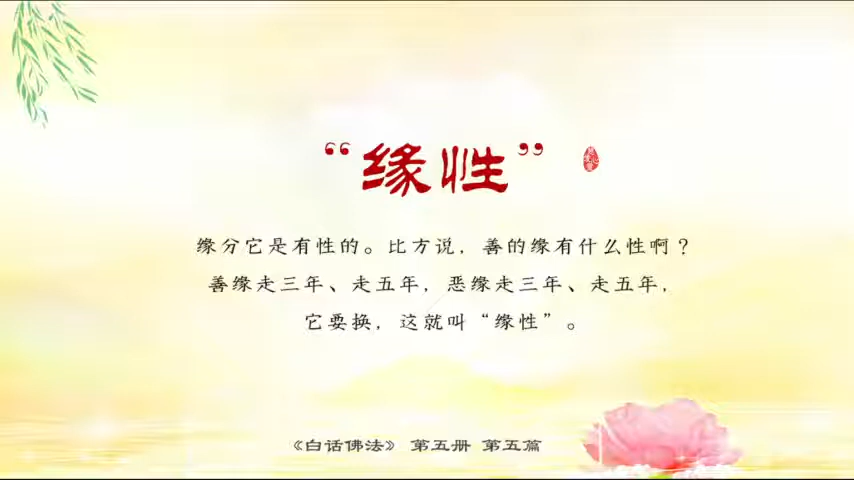 “缘性”
缘分它是有性的。比方说，善的缘有什么性啊？
善缘走三年、走五年，恶缘走三年、走五年，
它要换，这就叫“缘性”。
《白话佛法》 第五册 第五篇